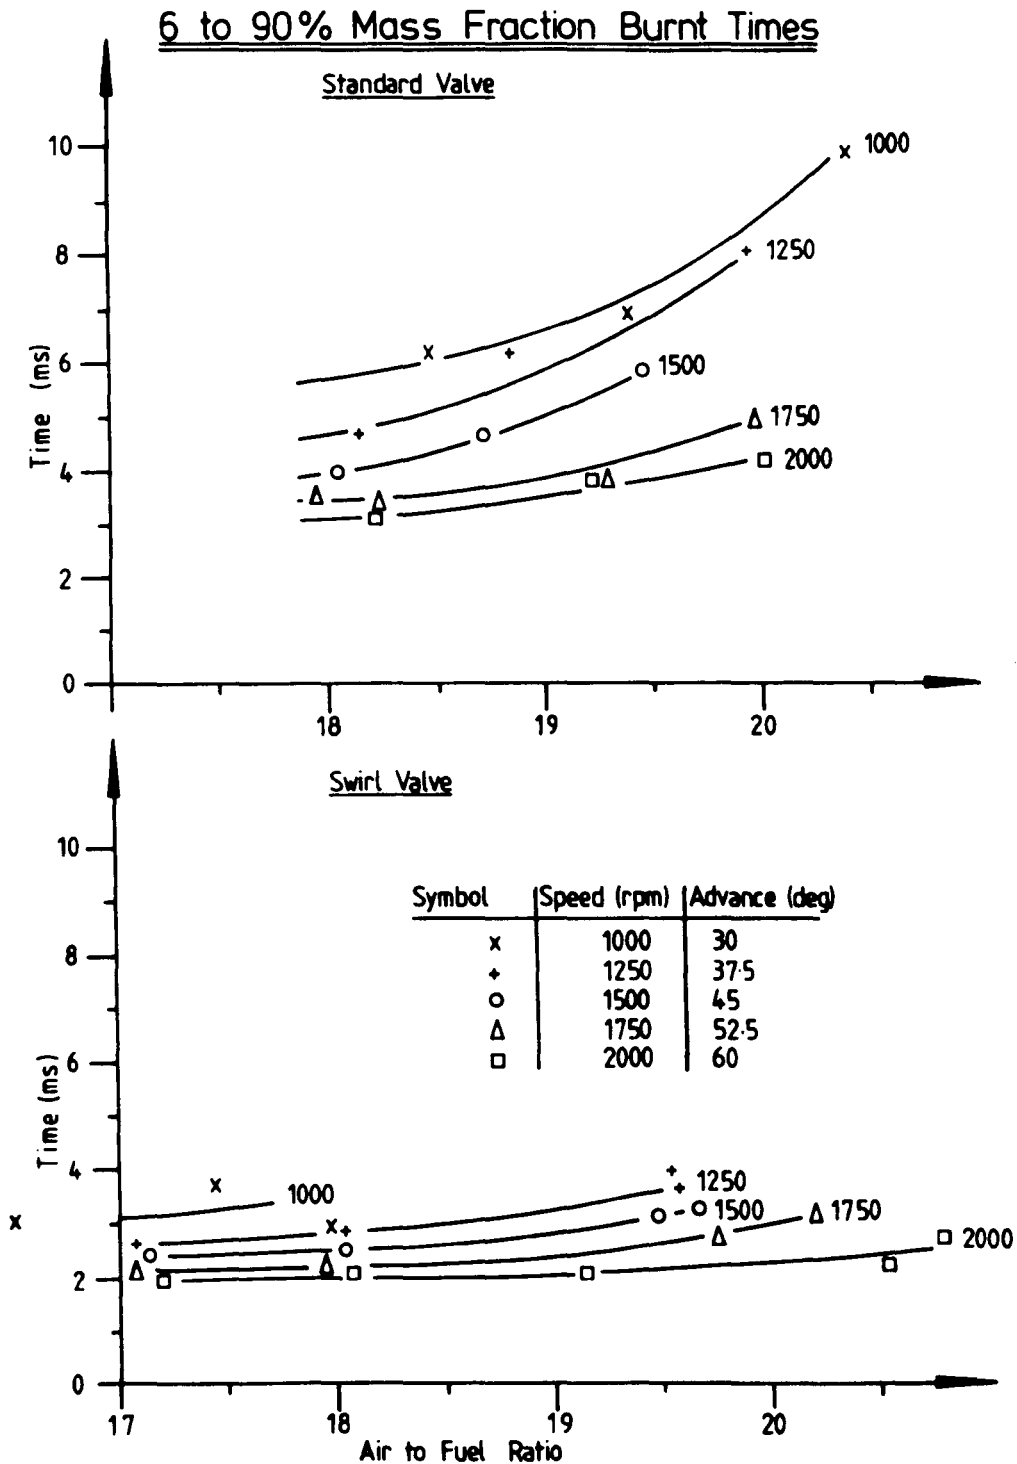 6 to 90% Mass Fraction Burnt Times
Standard Valve
10
8
6
4
2
0
Time (ms)
1000
1250
1500
1750
2000
18
19
20
Swirl Valve
10
8
6
4
2
0
Time (ms)
Symbol Speed (rpm) Advance (deg)
x 1000 30
+ 1250 37·5
O 1500 45
Δ 1750 52.5
□ 2000 60
1000
1250
1500
1750
2000
17
18
19
20
Air to Fuel Ratio